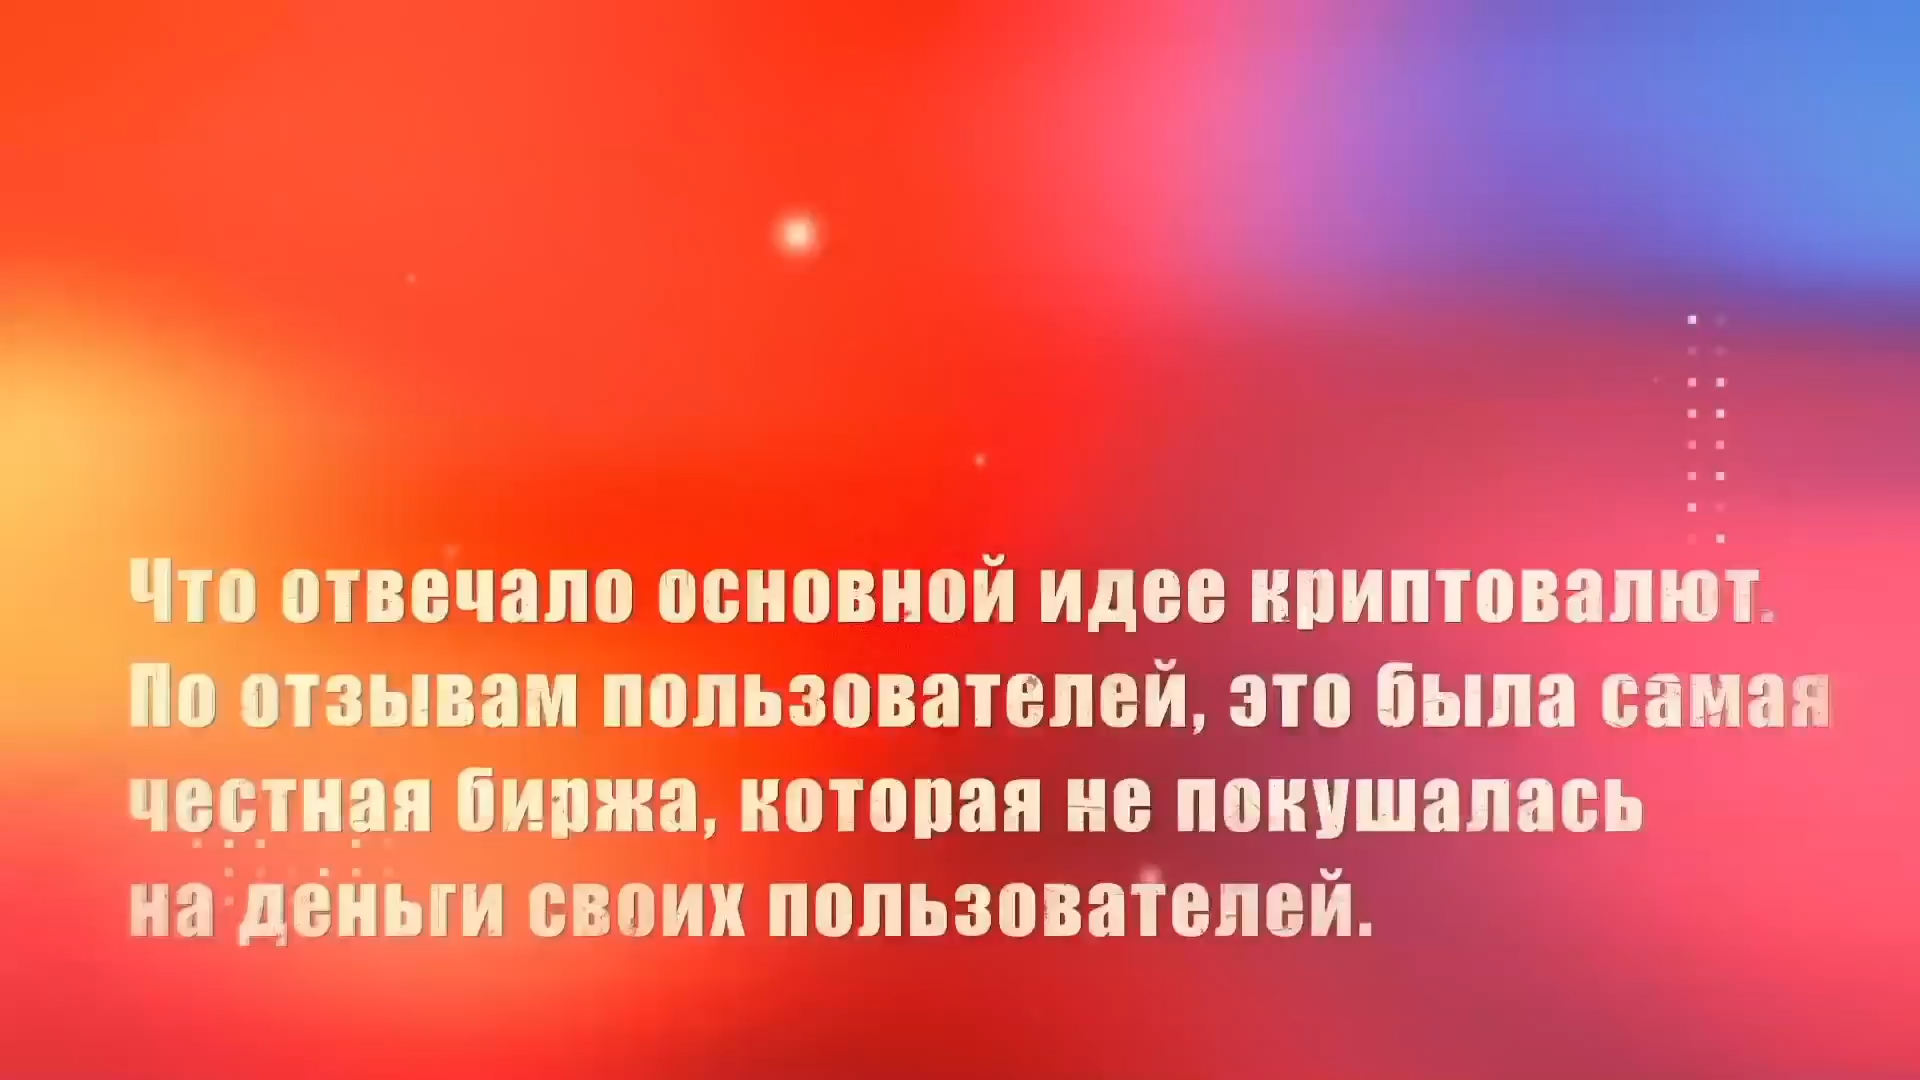 Что отвечало основной идее криптовалют.
По отзывам пользователей, это была самая
честная биржа, которая не покушалась
на деньги своих пользователей.